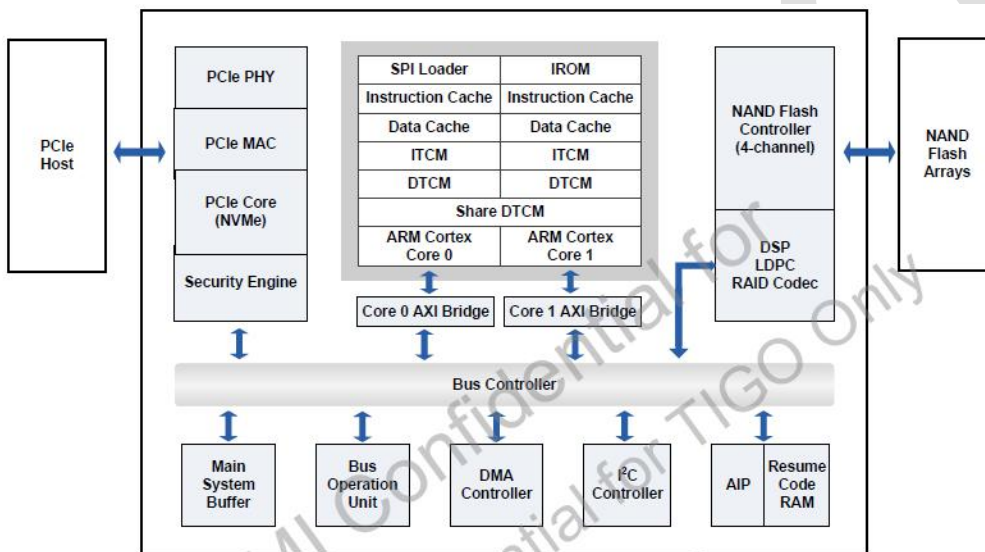 PCIe
Host
PCIe PHY
PCIe MAC
PCIe Core
(NVMe)
Security Engine
SPI Loader
IROM
Instruction Cache
Instruction Cache
Data Cache
Data Cache
ITCM
ITCM
DTCM
DTCM
Share DTCM
ARM Cortex
Core 0
ARM Cortex
Core 1
Core 0 AXI Bridge
Core 1 AXI Bridge
NAND Flash
Controller
(4-channel)
DSP
LDPC
RAID Codec
NAND
Flash
Arrays
Bus Controller
Main
System
Buffer
Bus
Operation
Unit
DMA
Controller
I²C
Controller
AIP
Resume
Code
RAM
MI Confidential for
ential for TIGO Only